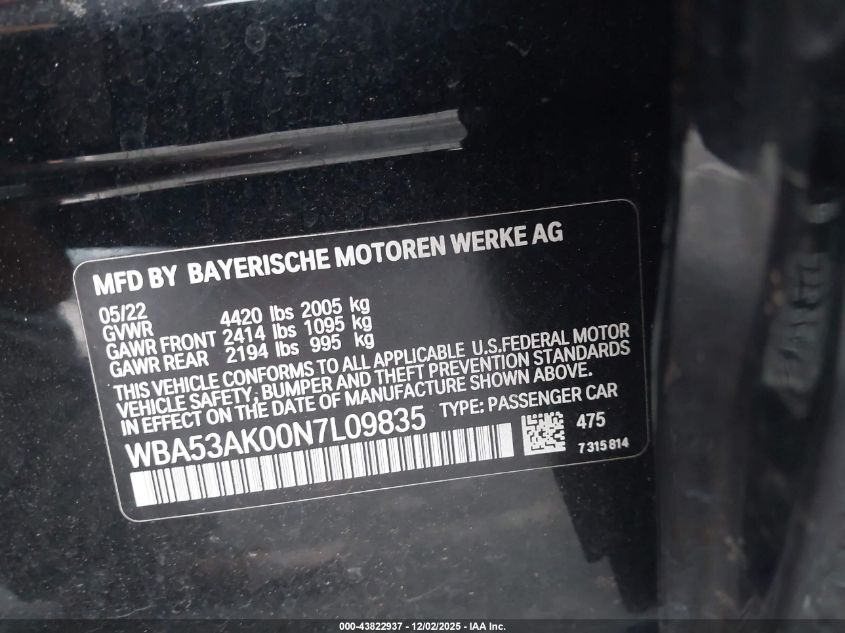 MFD BY BAYERISCHE MOTOREN WERKE AG
05/22
GVWR 4420 lbs 2005 kg
GAWR FRONT 2414 lbs 1095 kg
GAWR REAR 2194 lbs 995 kg
THIS VEHICLE CONFORMS TO ALL APPLICABLE U.S.FEDERAL MOTOR
VEHICLE SAFETY, BUMPER AND THEFT PREVENTION STANDARDS
IN EFFECT ON THE DATE OF MANUFACTURE SHOWN ABOVE.
WBA53AK00N7L09835 TYPE: PASSENGER CAR
475
7 315 814
000-43822937 - 12/02/2025 - IAA Inc.